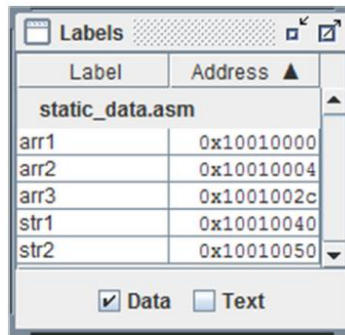 Labels
Label Address ▲
static_data.asm
arr1 0x10010000
arr2 0x10010004
arr3 0x1001002c
str1 0x10010040
str2 0x10010050
Data Text